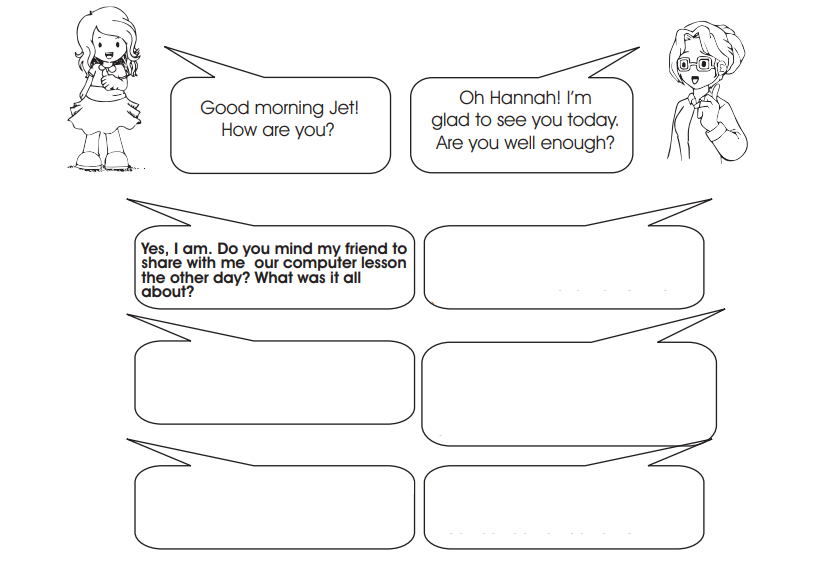 Good morning Jet!
How are you?
Oh Hannah! I'm
glad to see you today.
Are you well enough?
Yes, I am. Do you mind my friend to
share with me  our computer lesson
the other day? What was it all
about?